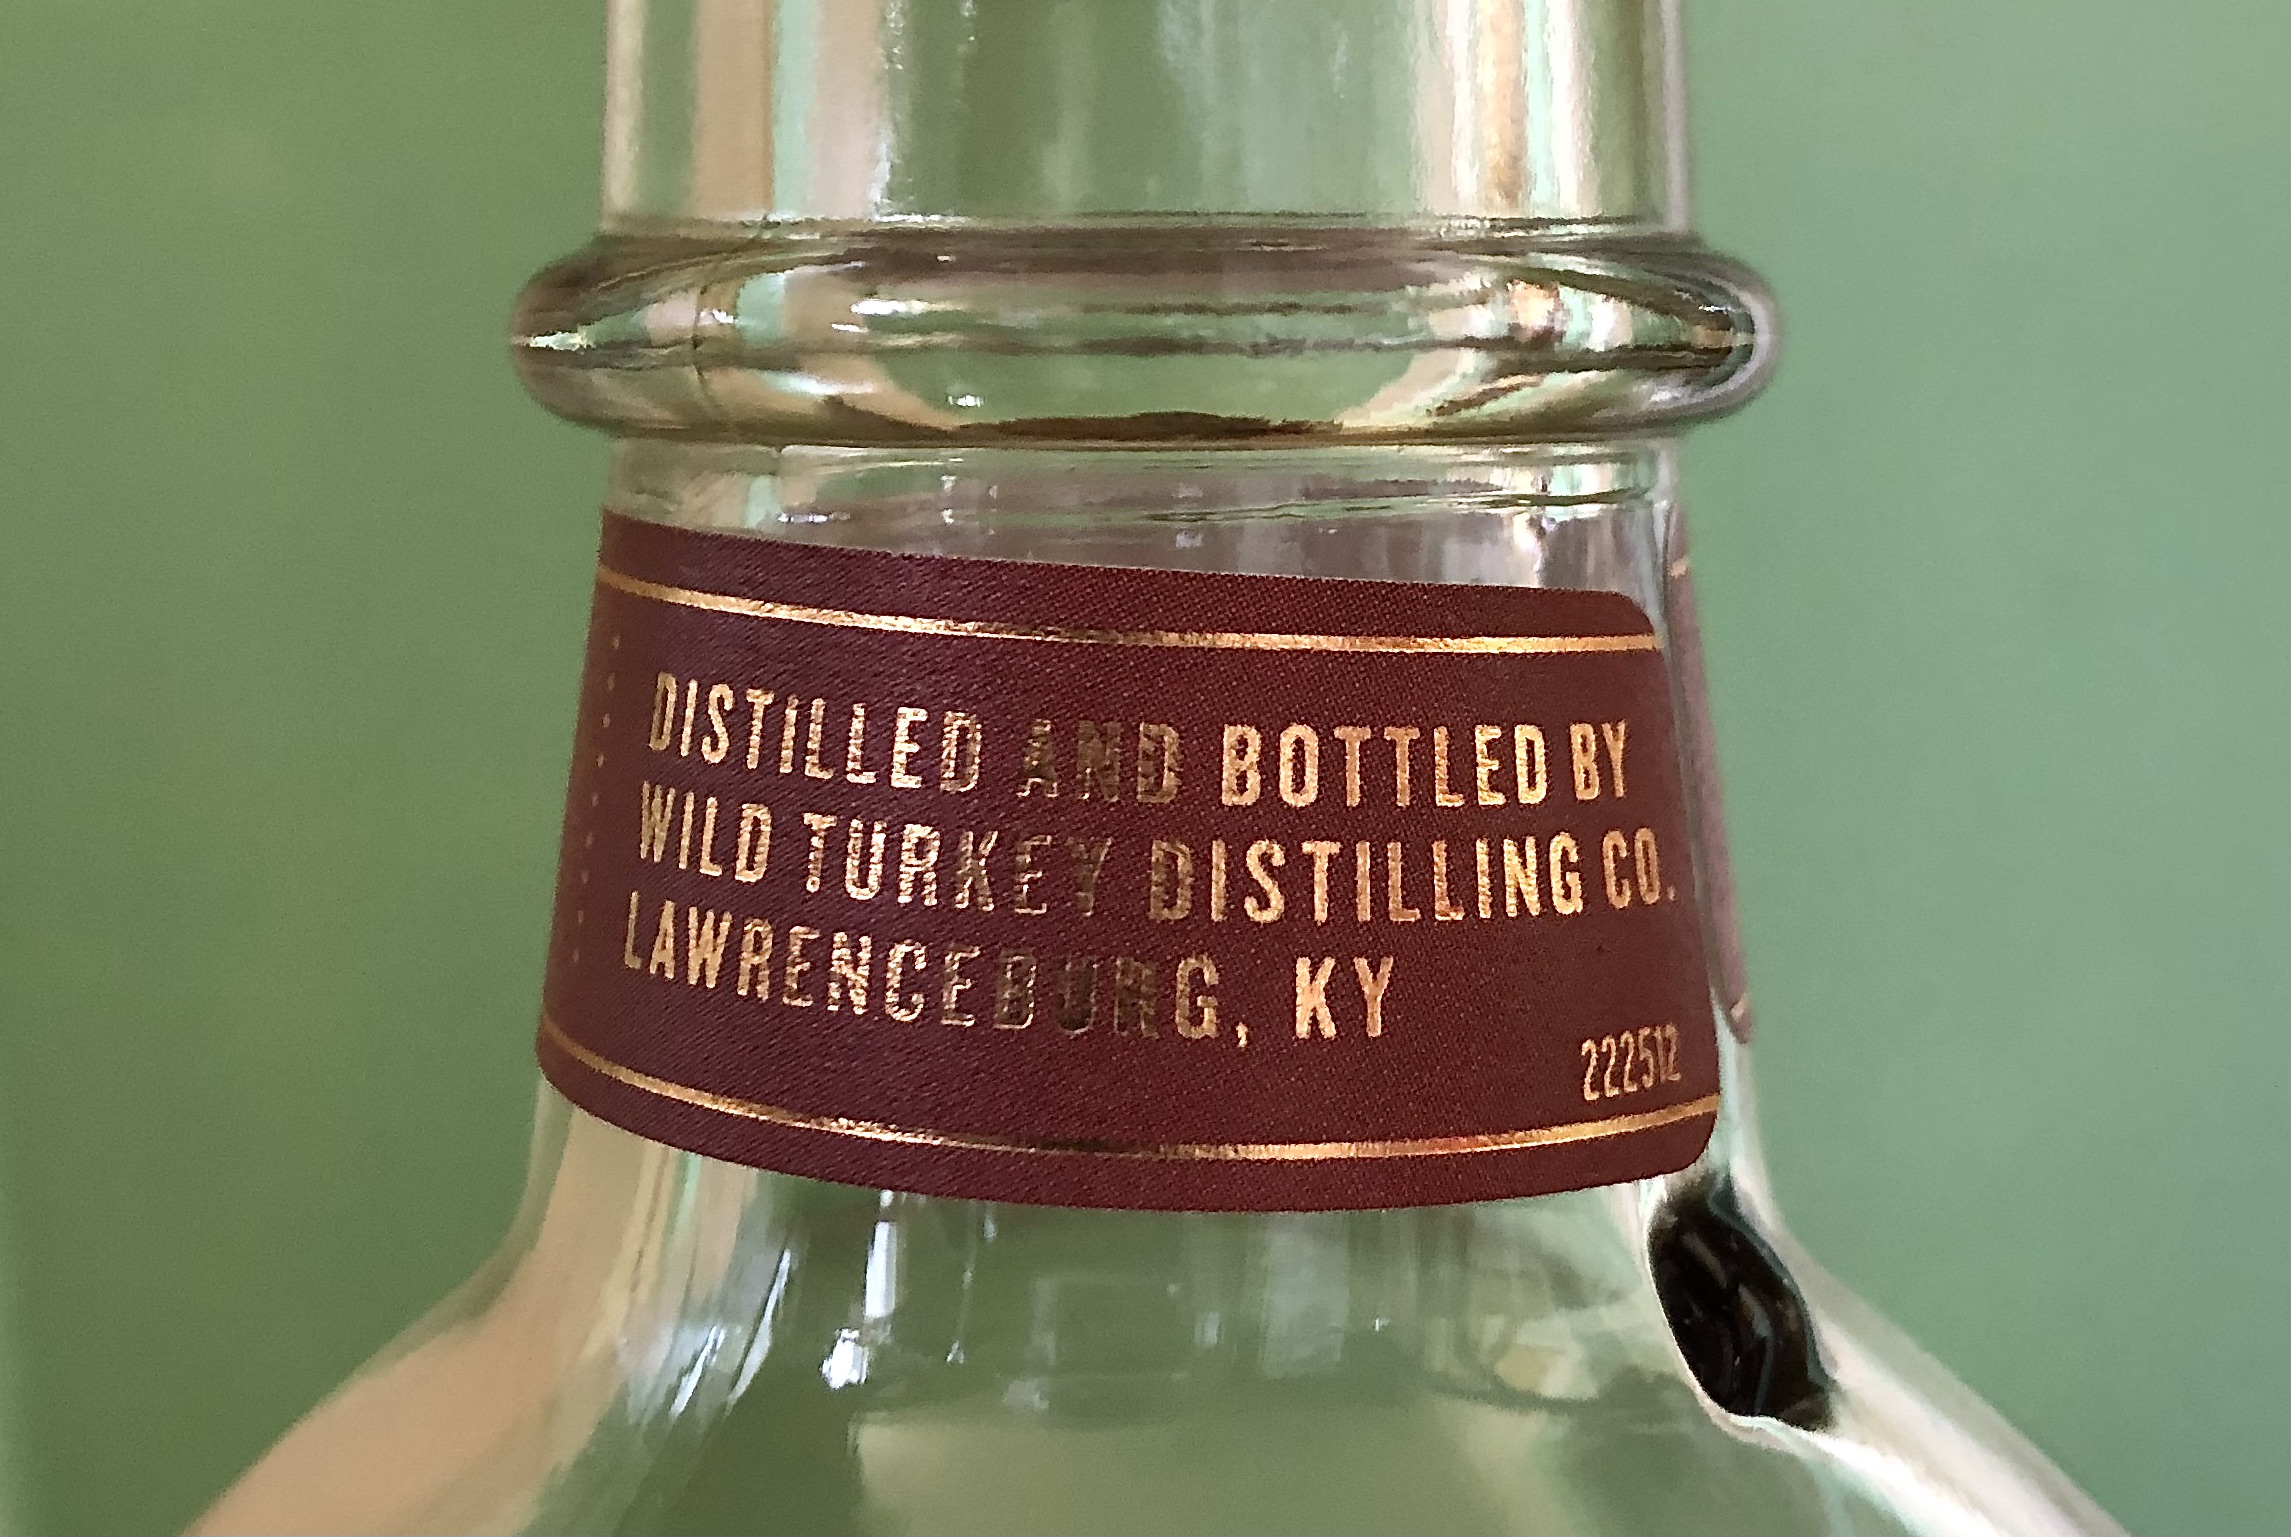 DISTILLED AND BOTTLED BY
WILD TURKEY DISTILLING CO.
LAWRENCEBURG, KY
222512